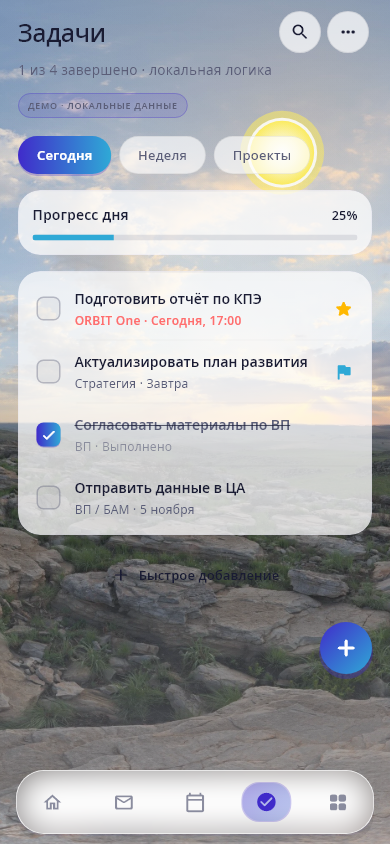 Задачи
1 из 4 завершено · локальная логика
ДЕМО · ЛОКАЛЬНЫЕ ДАННЫЕ
Сегодня
Неделя
Проекты
Прогресс дня
25%
Подготовить отчёт по КПЭ
ORBIT One · Сегодня, 17:00
Актуализировать план развития
Стратегия · Завтра
Согласовать материалы по ВП
ВП · Выполнено
Отправить данные в ЦА
ВП / БАМ · 5 ноября
Быстрое добавление